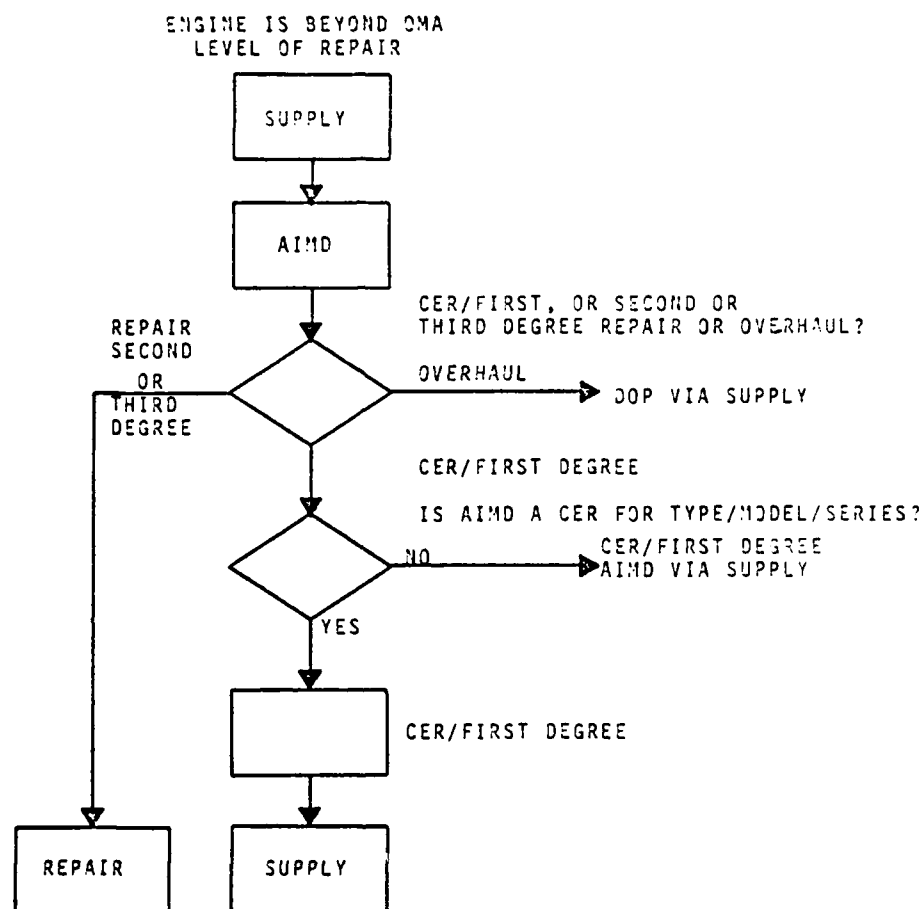 ENGINE IS BEYOND OMA
LEVEL OF REPAIR
SUPPLY
AIMD
CER/FIRST, OR SECOND OR
THIRD DEGREE REPAIR OR OVERHAUL?
REPAIR
SECOND
OR
THIRD
DEGREE
OVERHAUL
DOP VIA SUPPLY
CER/FIRST DEGREE
IS AIMD A CER FOR TYPE/MODEL/SERIES?
NO
CER/FIRST DEGREE
AIMD VIA SUPPLY
YES
CER/FIRST DEGREE
REPAIR
SUPPLY